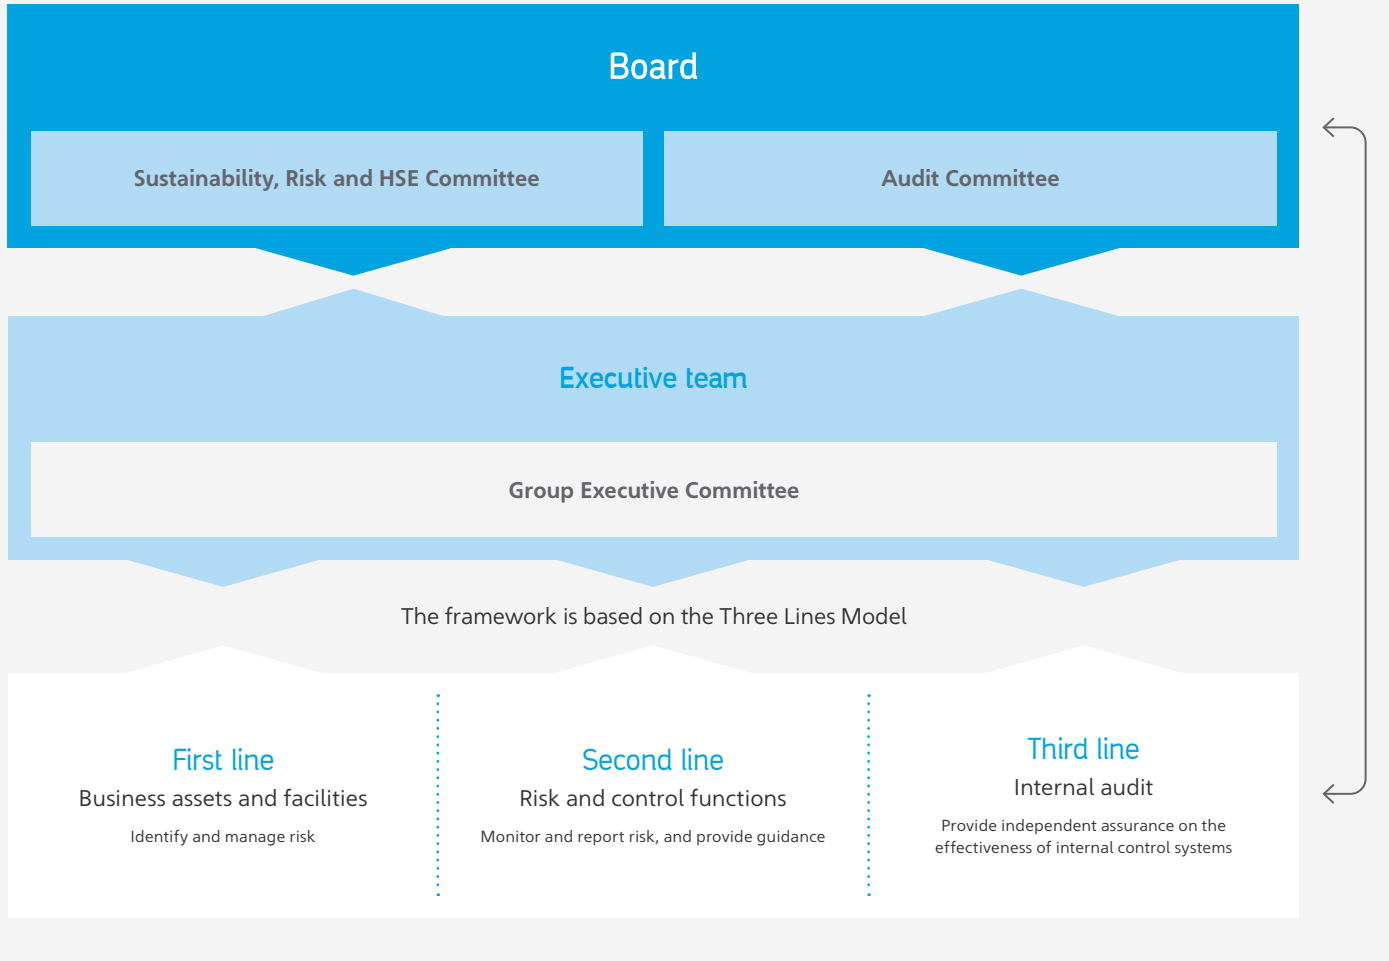 Board
Sustainability, Risk and HSE Committee
Audit Committee
Executive team
Group Executive Committee
The framework is based on the Three Lines Model
First line
Business assets and facilities
Identify and manage risk
Second line
Risk and control functions
Monitor and report risk, and provide guidance
Third line
Internal audit
Provide independent assurance on the
effectiveness of internal control systems